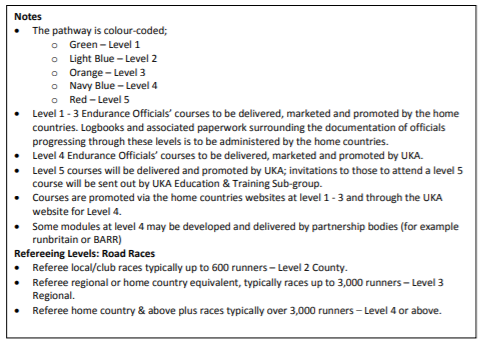 Notes
• The pathway is colour-coded;
o Green – Level 1
o Light Blue – Level 2
o Orange – Level 3
o Navy Blue – Level 4
o Red – Level 5
• Level 1 - 3 Endurance Officials' courses to be delivered, marketed and promoted by the home
countries. Logbooks and associated paperwork surrounding the documentation of officials
progressing through these levels is to be administered by the home countries.
• Level 4 Endurance Officials' courses to be delivered, marketed and promoted by UKA.
• Level 5 courses will be delivered and promoted by UKA; invitations to those to attend a level 5
course will be sent out by UKA Education & Training Sub-group.
• Courses are promoted via the home countries websites at level 1 - 3 and through the UKA
website for Level 4.
• Some modules at level 4 may be developed and delivered by partnership bodies (for example
runbritain or BARR)
Refereeing Levels: Road Races
• Referee local/club races typically up to 600 runners – Level 2 County.
• Referee regional or home country equivalent, typically races up to 3,000 runners – Level 3
Regional.
• Referee home country & above plus races typically over 3,000 runners – Level 4 or above.